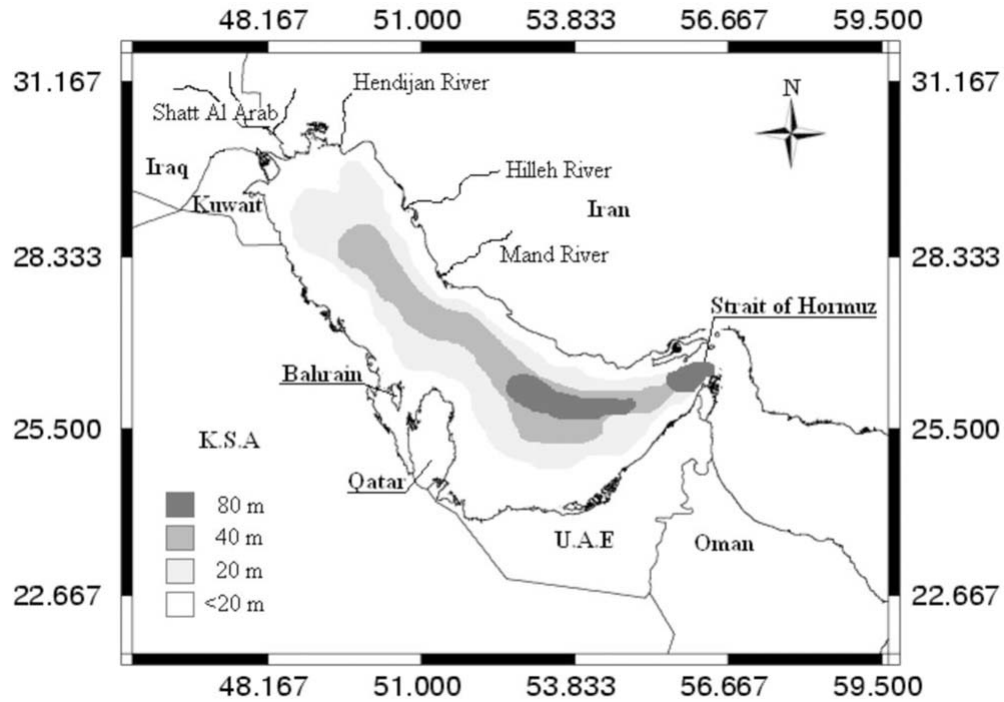 48.167 51.000 53.833 56.667 59.500
31.167 31.167
Hendijan River
N
Shatt Al Arab
Iraq
Hilleh River
Kuwait
Iran
28.333 28.333
Mand River
Strait of Hormuz
Bahrain
25.500 25.500
K.S.A
Qatar
80 m
40 m
20 m
<20 m
U.A.E
Oman
22.667 22.667
48.167 51.000 53.833 56.667 59.500